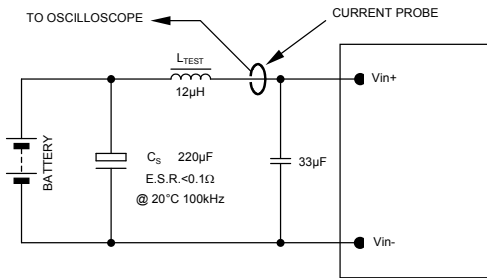 TO OSCILLOSCOPE
CURRENT PROBE
LTEST
12µH
Vin+
BATTERY
CS 220µF
E.S.R.<0.1Ω
@ 20°C 100kHz
33µF
Vin-